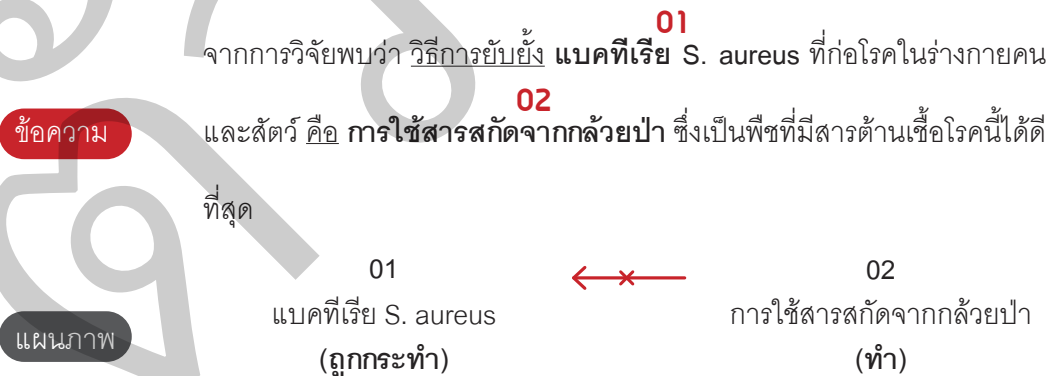 01
จากการวิจัยพบว่า วิธีการยับยั้ง แบคทีเรีย S. aureus ที่ก่อโรคในร่างกายคน
02
ข้อความ
และสัตว์ คือ การใช้สารสกัดจากกล้วยป่า ซึ่งเป็นพืชที่มีสารต้านเชื้อโรคนี้ได้ดี
ที่สุด
01 02
แบคทีเรีย S. aureus การใช้สารสกัดจากกล้วยป่า
แผนภาพ
(ถูกกระทำ) (ทำ)